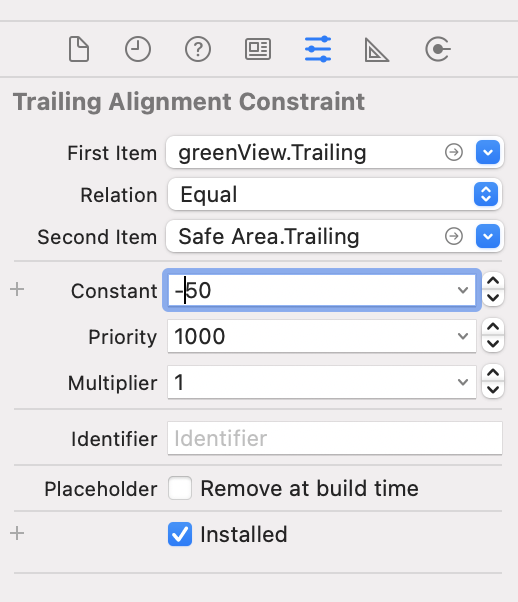 Trailing Alignment Constraint
First Item greenView.Trailing
Relation Equal
Second Item Safe Area.Trailing
Constant -50
Priority 1000
Multiplier 1
Identifier Identifier
Placeholder Remove at build time
Installed